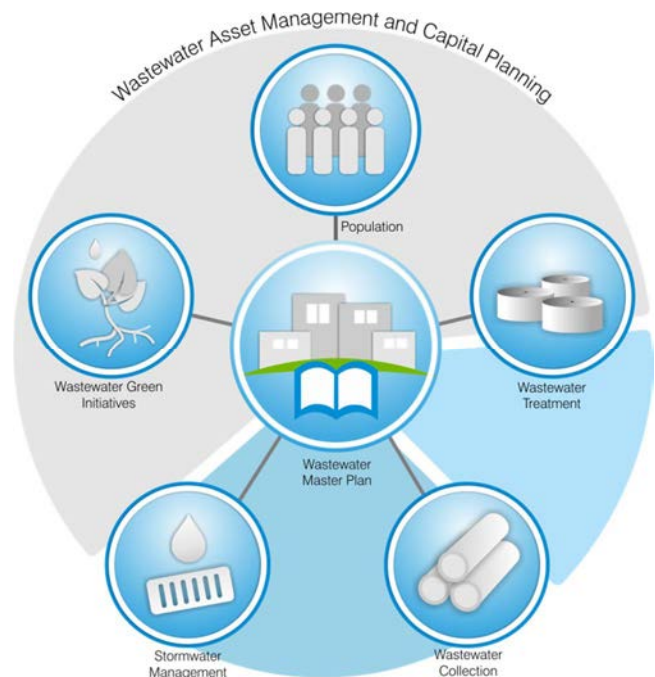 Wastewater Asset Management and Capital Planning
Population
Wastewater Green
Initiatives
Wastewater
Treatment
Wastewater
Master Plan
Stormwater
Management
Wastewater
Collection